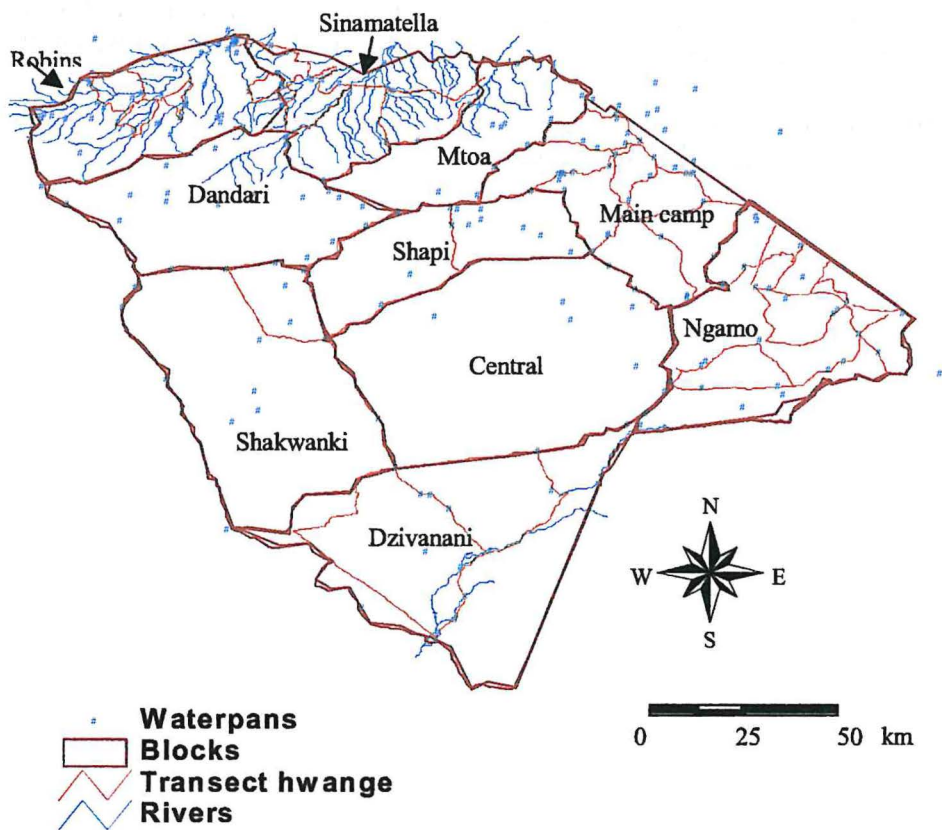 Sinamatella
Robins
Mtoa
Dandari
Main camp
Shapi
Ngamo
Central
Shakwanki
Dzivanani
N
W E
S
0 25 50 km
# Waterpans
Blocks
Transect hwange
Rivers